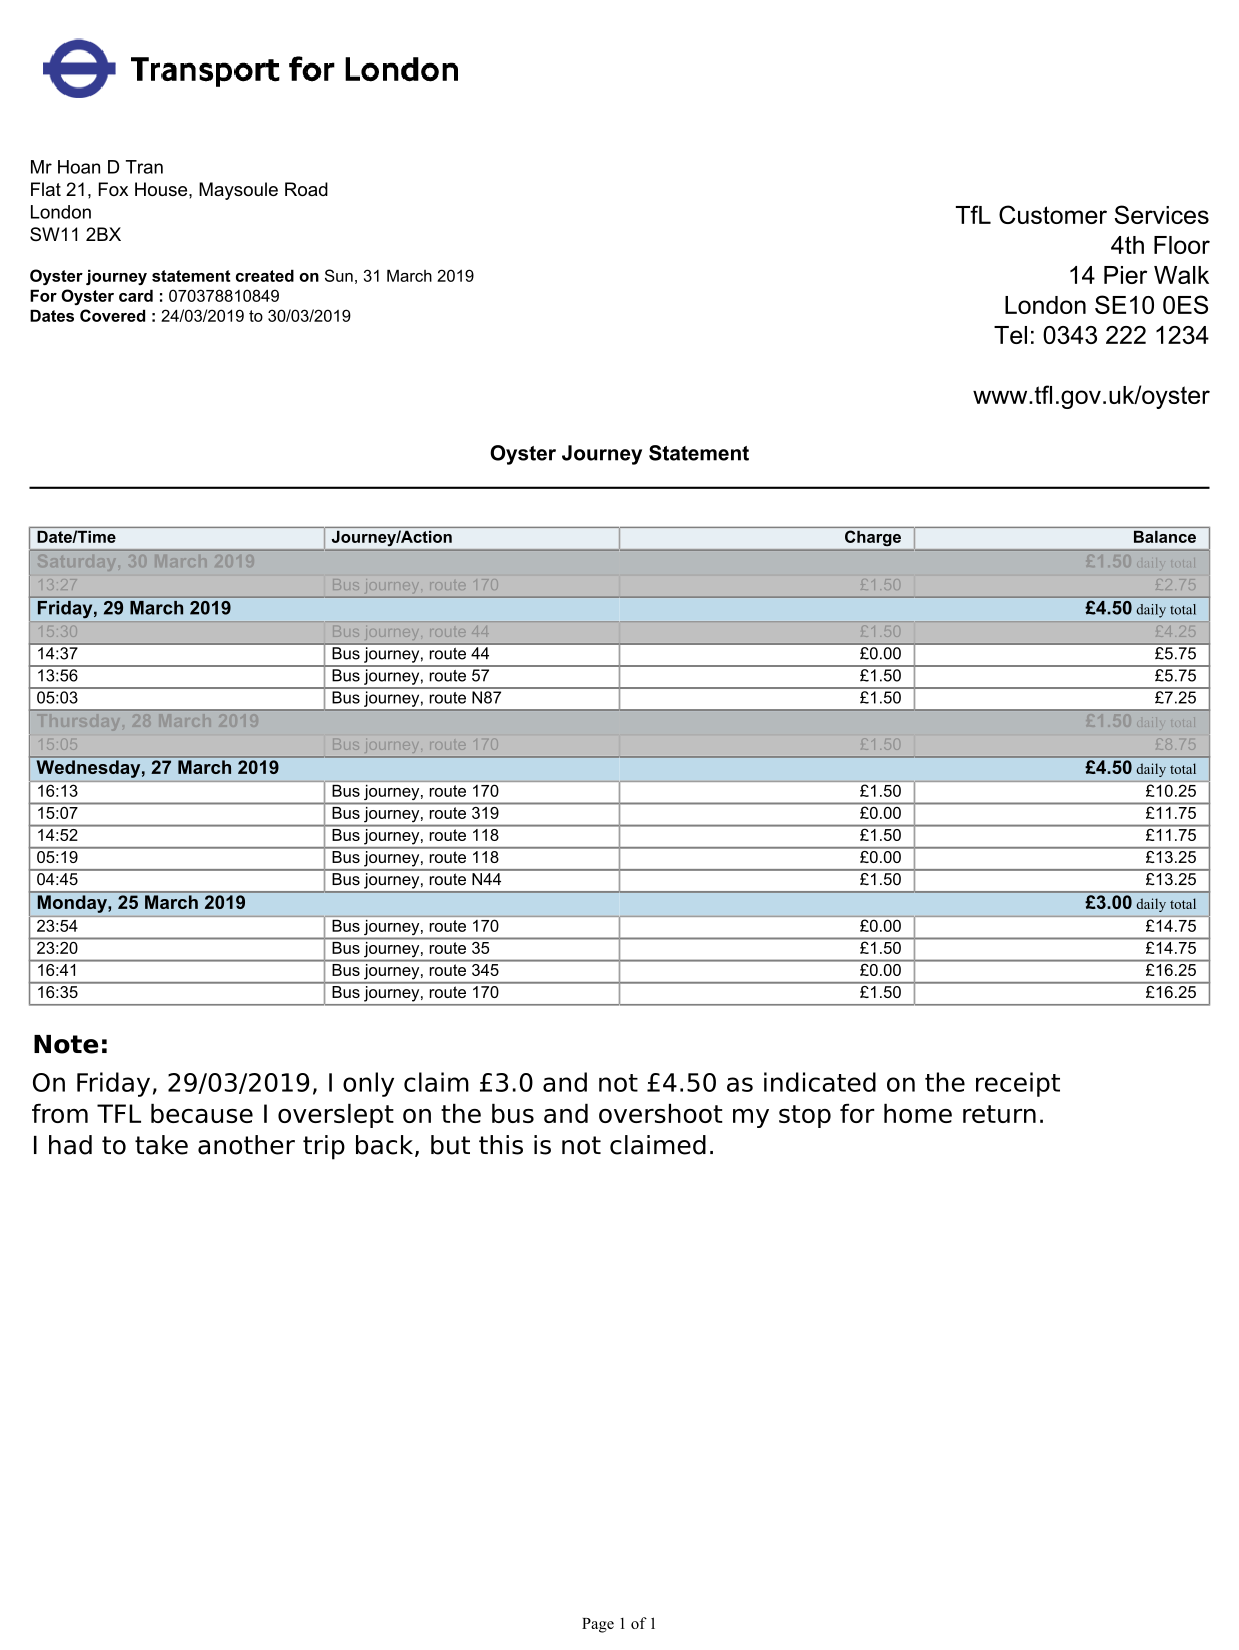 Transport for London
Mr Hoan D Tran
Flat 21, Fox House, Maysoule Road
London
SW11 2BX
TfL Customer Services
4th Floor
14 Pier Walk
London SE10 0ES
Tel: 0343 222 1234
www.tfl.gov.uk/oyster
Oyster journey statement created on Sun, 31 March 2019
For Oyster card : 070378810849
Dates Covered : 24/03/2019 to 30/03/2019
Oyster Journey Statement
Date/Time Journey/Action Charge Balance
Saturday, 30 March 2019 £1.50 daily total
13:27 Bus journey, route 170 £1.50 £2.75
Friday, 29 March 2019 £4.50 daily total
15:30 Bus journey, route 44 £1.50 £4.25
14:37 Bus journey, route 44 £0.00 £5.75
13:56 Bus journey, route 57 £1.50 £5.75
05:03 Bus journey, route N87 £1.50 £7.25
Thursday, 28 March 2019 £1.50 daily total
15:05 Bus journey, route 170 £1.50 £8.75
Wednesday, 27 March 2019 £4.50 daily total
16:13 Bus journey, route 170 £1.50 £10.25
15:07 Bus journey, route 319 £0.00 £11.75
14:52 Bus journey, route 118 £1.50 £11.75
05:19 Bus journey, route 118 £0.00 £13.25
04:45 Bus journey, route N44 £1.50 £13.25
Monday, 25 March 2019 £3.00 daily total
23:54 Bus journey, route 170 £0.00 £14.75
23:20 Bus journey, route 35 £1.50 £14.75
16:41 Bus journey, route 345 £0.00 £16.25
16:35 Bus journey, route 170 £1.50 £16.25
Note:
On Friday, 29/03/2019, I only claim £3.0 and not £4.50 as indicated on the receipt
from TFL because I overslept on the bus and overshoot my stop for home return.
I had to take another trip back, but this is not claimed.
Page 1 of 1